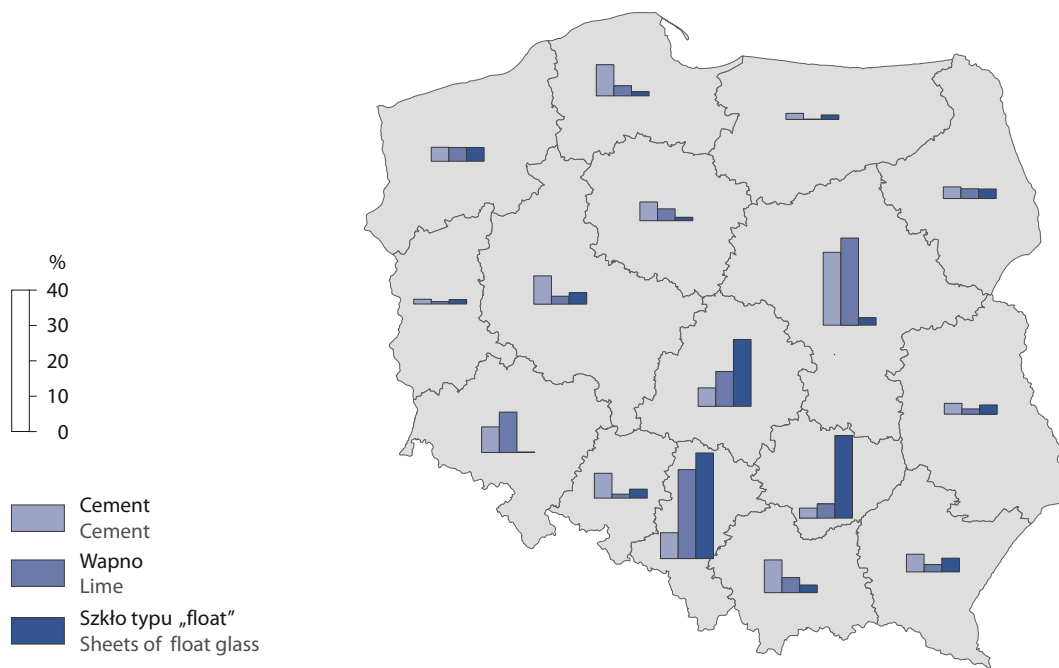 %
40
30
20
10
0
Cement
Cement
Wapno
Lime
Szkło typu „float”
Sheets of float glass